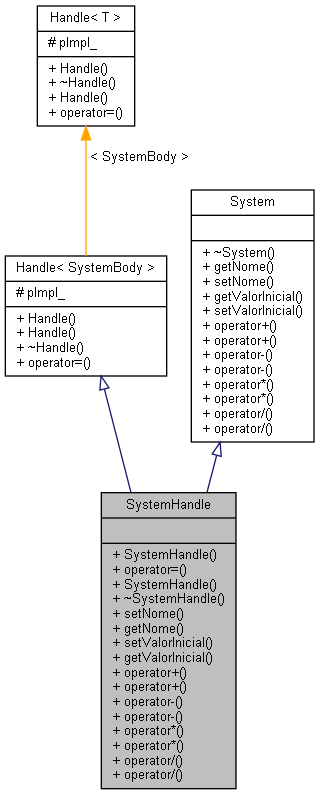 Handle< T >
# pImpl_
+ Handle()
+ ~Handle()
+ Handle()
+ operator=()
< SystemBody >
System
+ ~System()
+ getNome()
+ setNome()
+ getValorInicial()
+ setValorInicial()
+ operator+()
+ operator+()
+ operator-()
+ operator-()
+ operator*()
+ operator*()
+ operator/()
+ operator/()
Handle< SystemBody >
# pImpl_
+ Handle()
+ Handle()
+ ~Handle()
+ operator=()
SystemHandle
+ SystemHandle()
+ operator=()
+ SystemHandle()
+ ~SystemHandle()
+ setNome()
+ getNome()
+ setValorInicial()
+ getValorInicial()
+ operator+()
+ operator+()
+ operator-()
+ operator-()
+ operator*()
+ operator*()
+ operator/()
+ operator/()